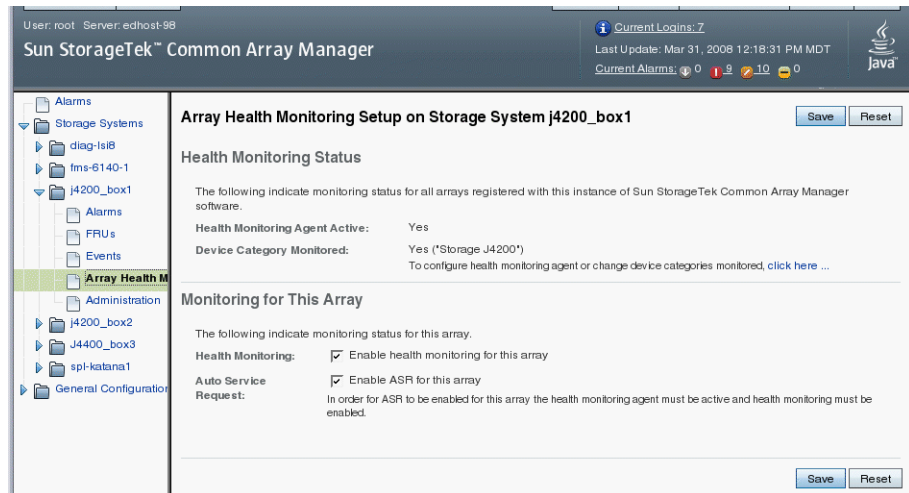 User: root Server: edhost-98
Sun StorageTek™ Common Array Manager
Current Logins: 7
Last Update: Mar 31, 2008 12:18:31 PM MDT
Current Alarms: 0 9 10 0
Java™
Alarms
Storage Systems
diag-lsi8
fms-6140-1
j4200_box1
Alarms
FRUs
Events
Array Health M
Administration
j4200_box2
J4400_box3
spl-katana1
General Configuration
Array Health Monitoring Setup on Storage System j4200_box1
Save Reset
Health Monitoring Status
The following indicate monitoring status for all arrays registered with this instance of Sun StorageTek Common Array Manager
software.
Health Monitoring Agent Active: Yes
Device Category Monitored: Yes ("Storage J4200")
To configure health monitoring agent or change device categories monitored, click here ...
Monitoring for This Array
The following indicate monitoring status for this array.
Health Monitoring: Enable health monitoring for this array
Auto Service Request: Enable ASR for this array
In order for ASR to be enabled for this array the health monitoring agent must be active and health monitoring must be
enabled.
Save Reset